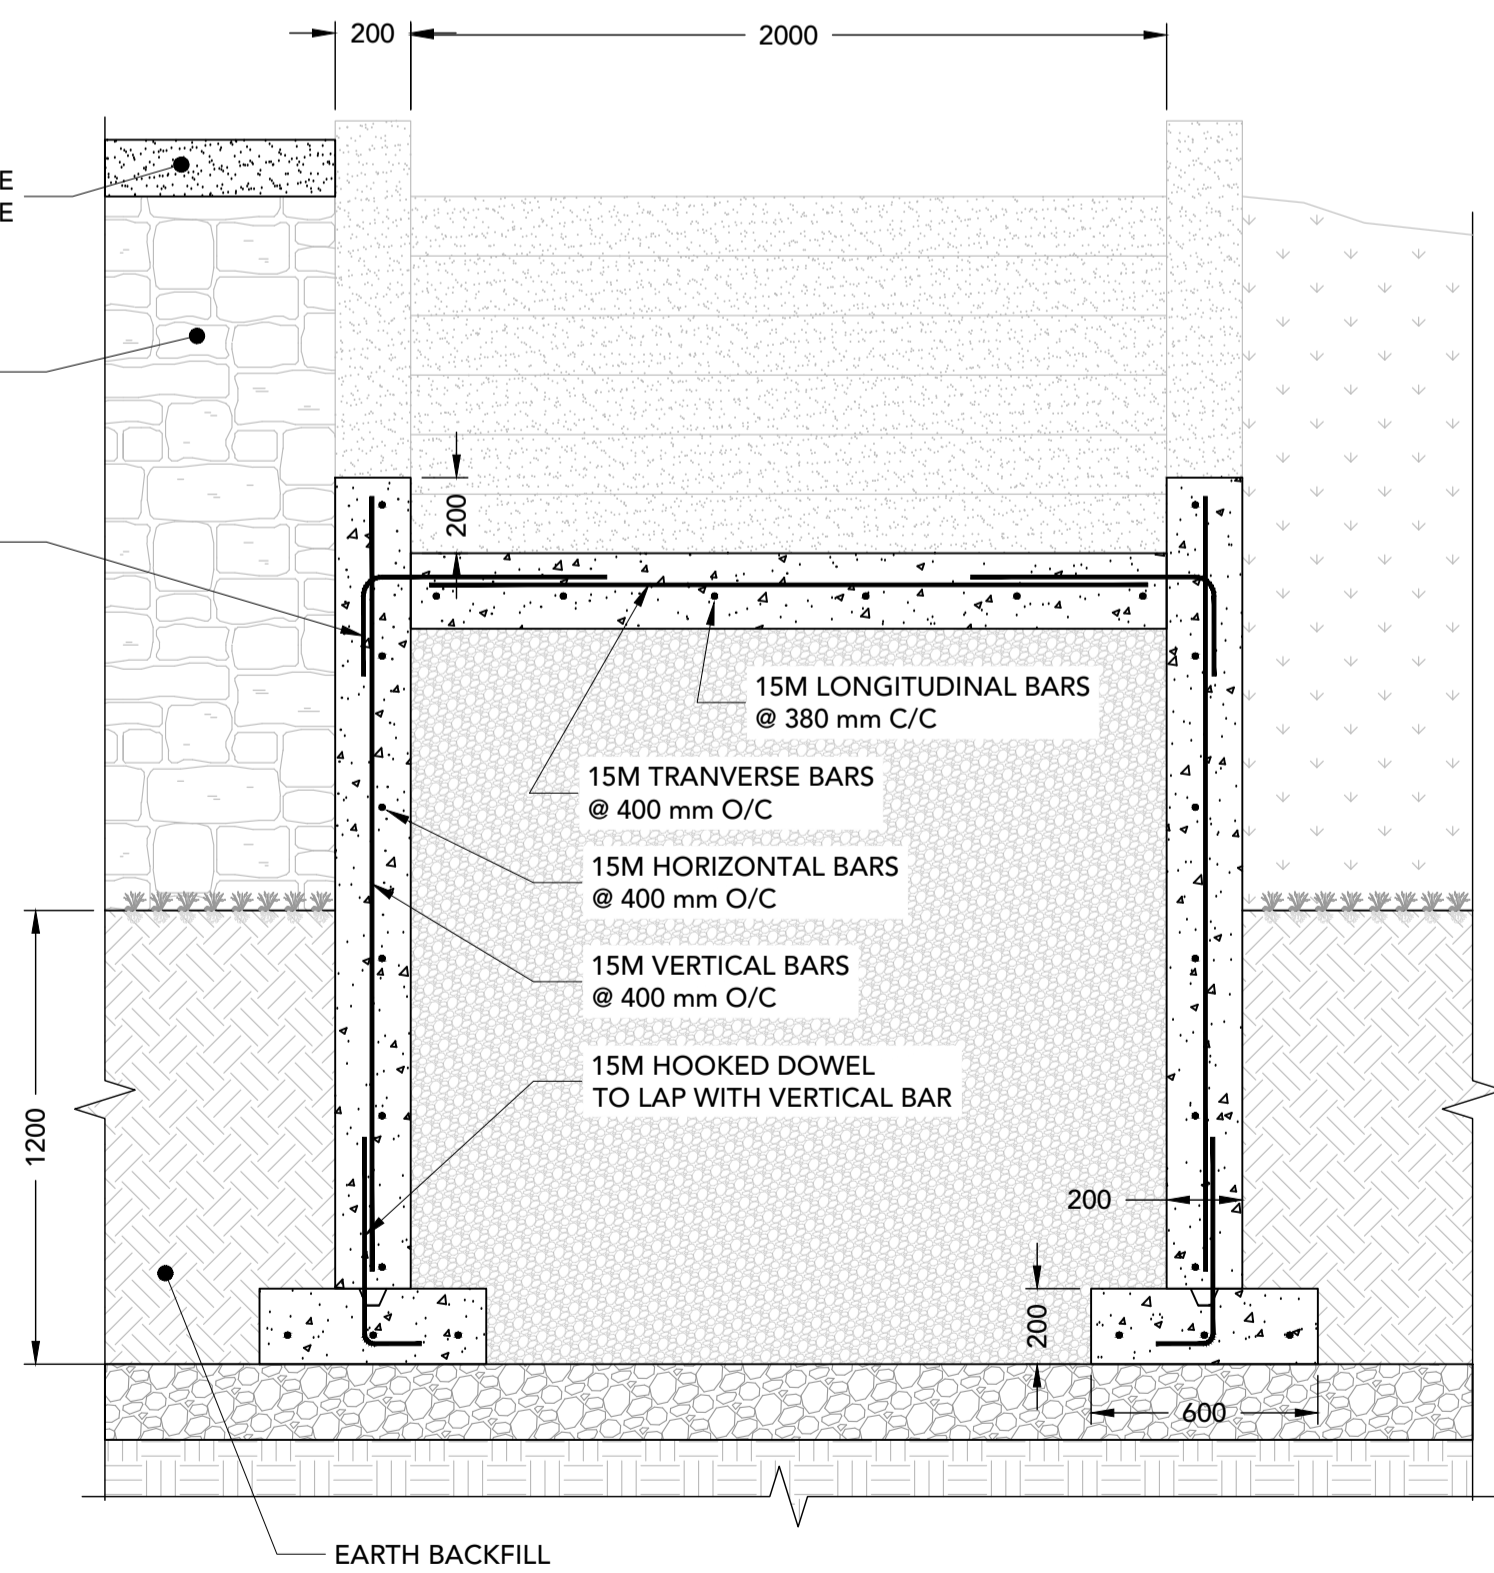 200
2000
E
E
200
15M LONGITUDINAL BARS
@ 380 mm C/C
15M TRANVERSE BARS
@ 400 mm O/C
15M HORIZONTAL BARS
@ 400 mm O/C
15M VERTICAL BARS
@ 400 mm O/C
15M HOOKED DOWEL
TO LAP WITH VERTICAL BAR
1200
200
200
600
EARTH BACKFILL